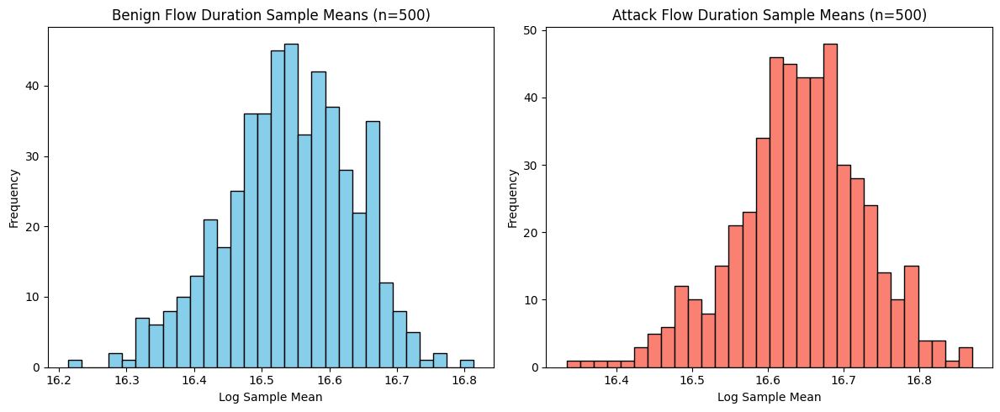 Benign Flow Duration Sample Means (n=500)
Frequency
40
30
20
10
0
16.2 16.3 16.4 16.5 16.6 16.7 16.8
Log Sample Mean
Attack Flow Duration Sample Means (n=500)
Frequency
50
40
30
20
10
0
16.4 16.5 16.6 16.7 16.8
Log Sample Mean